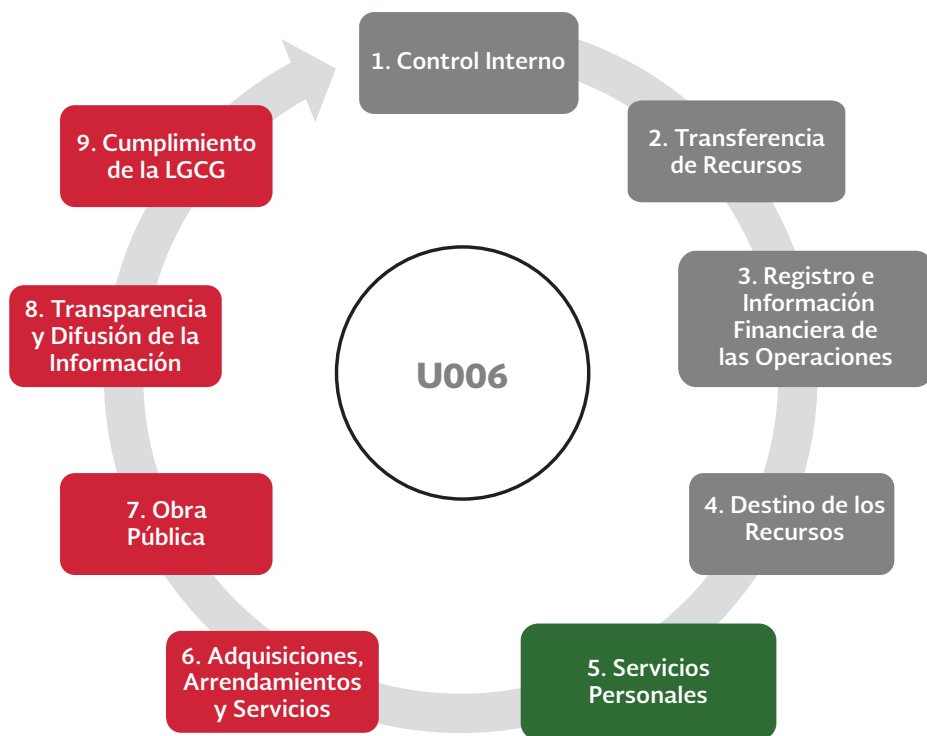 1. Control Interno
2. Transferencia
de Recursos
3. Registro e
Información
Financiera de
las Operaciones
4. Destino de los
Recursos
5. Servicios
Personales
6. Adquisiciones,
Arrendamientos
y Servicios
7. Obra
Pública
8. Transparencia
y Difusión de la
Información
9. Cumplimiento
de la LGCG
U006